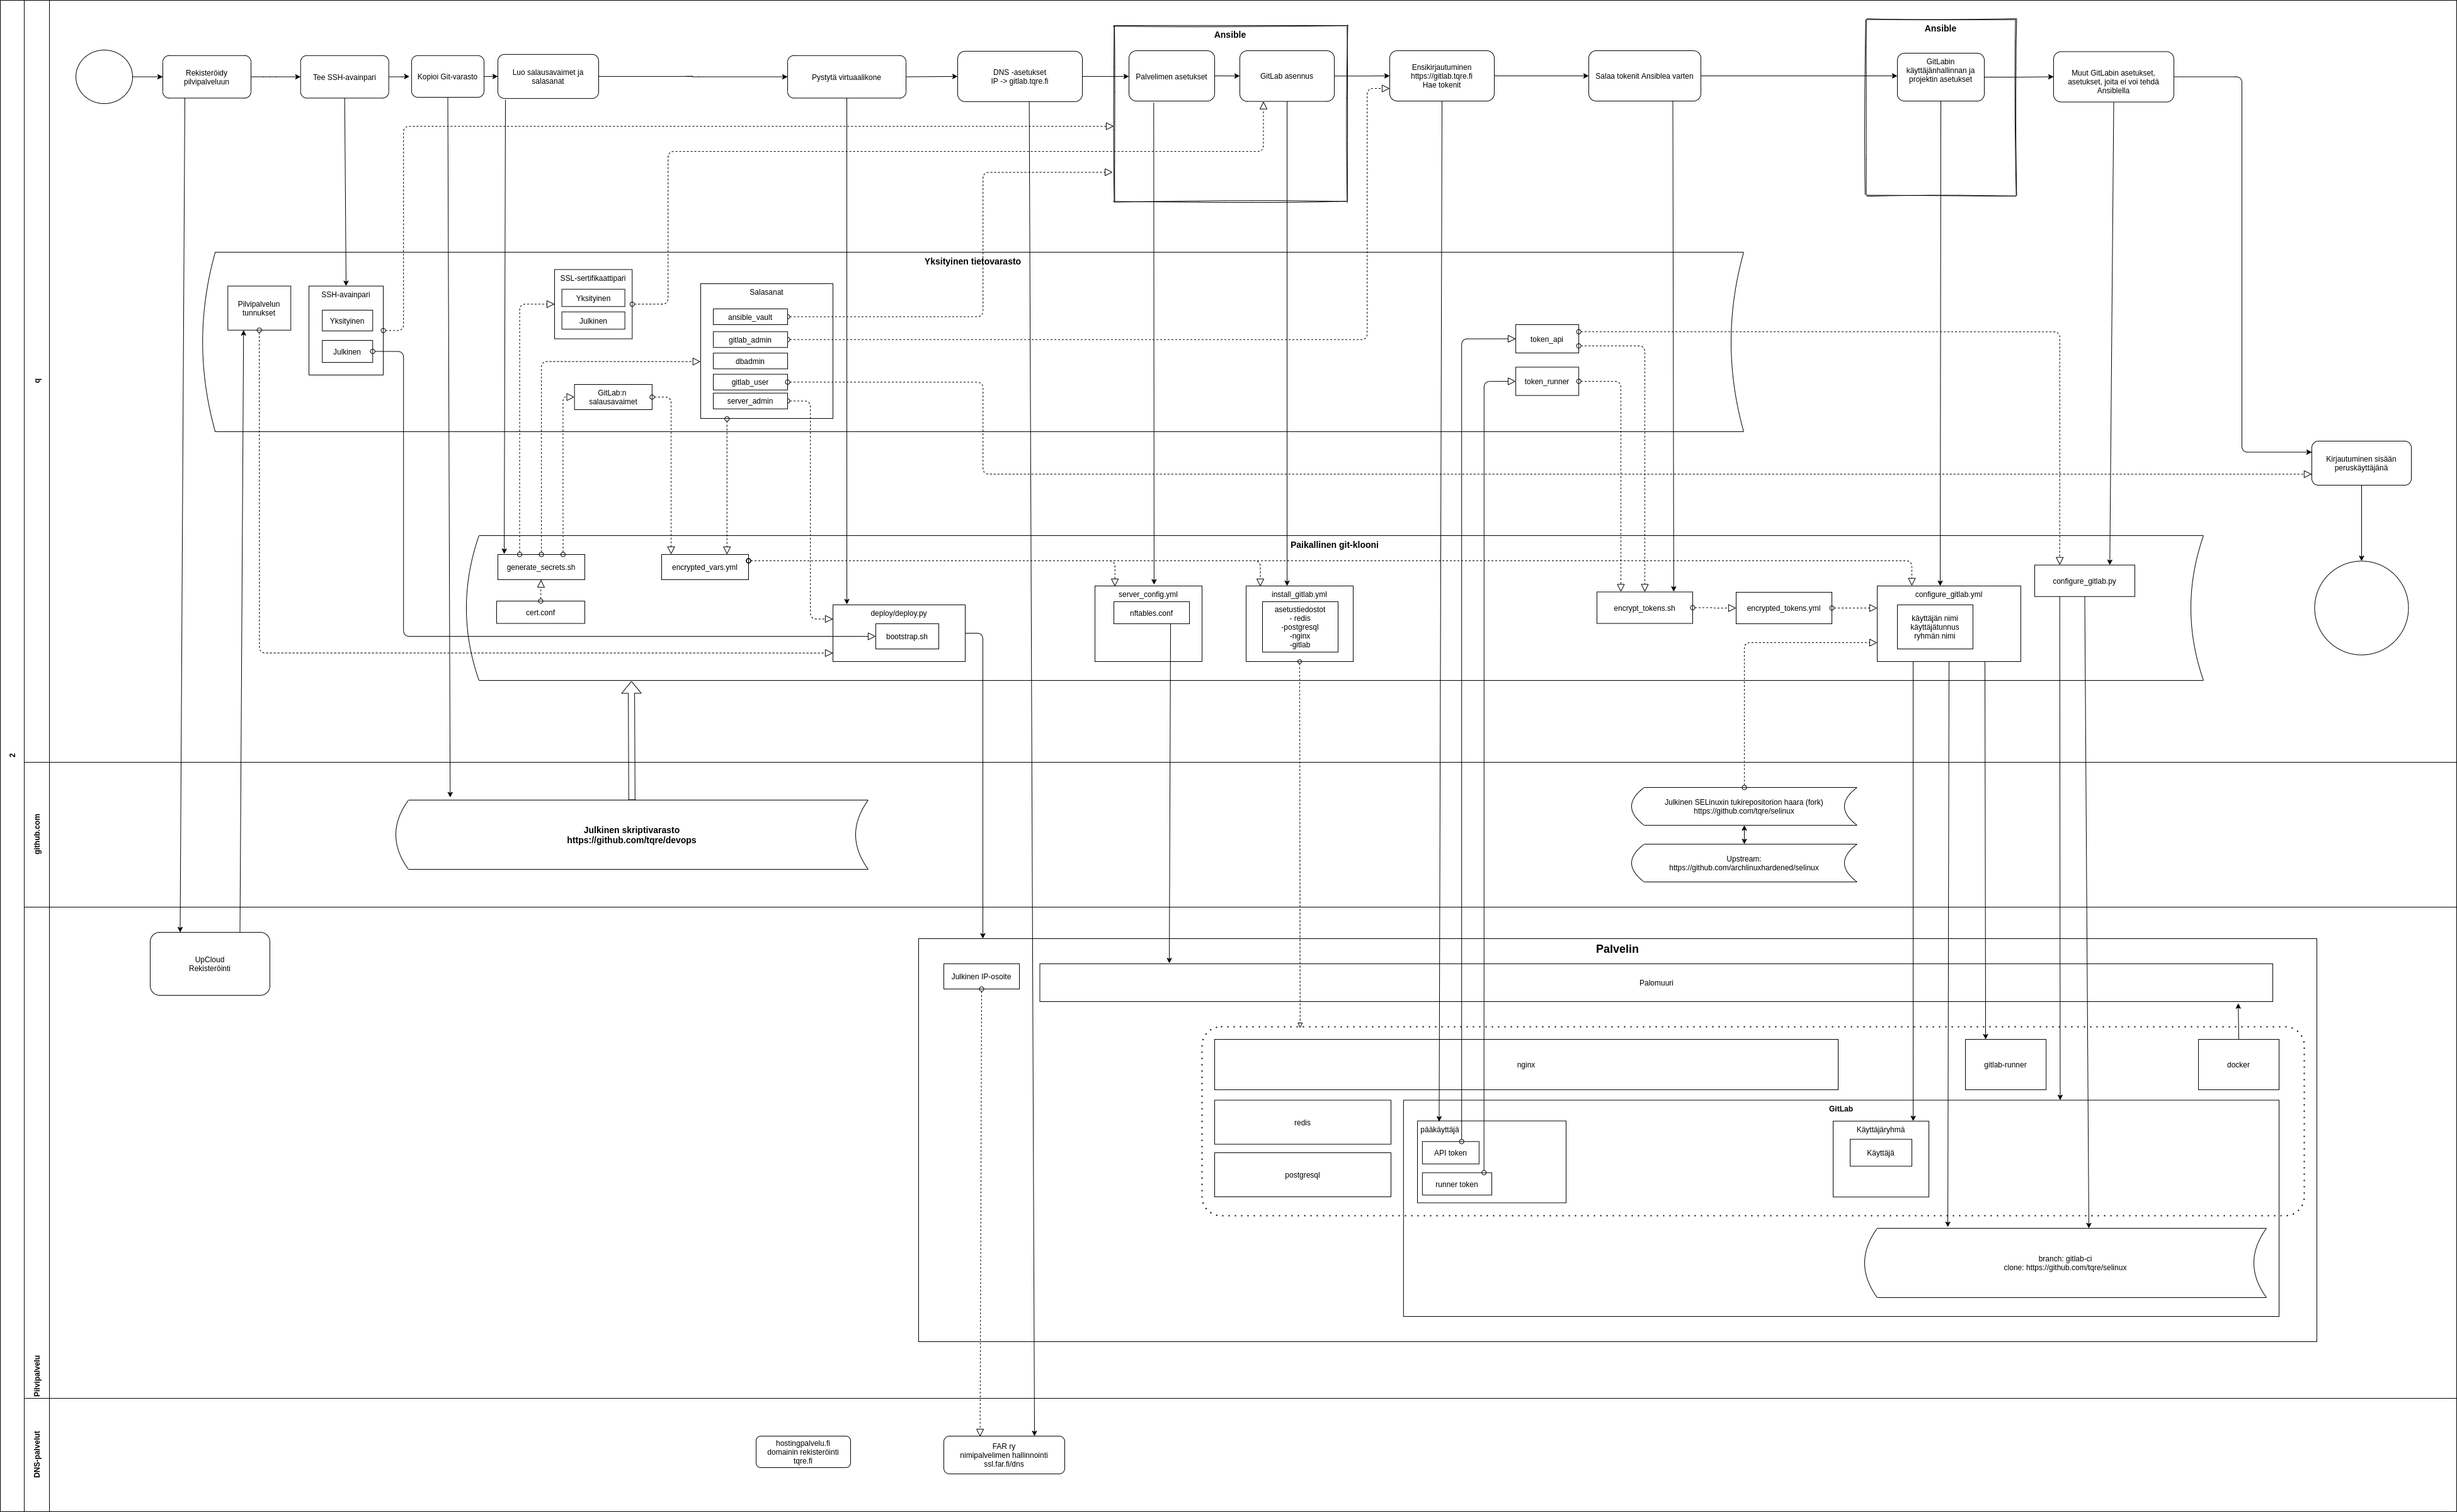 2
q
github.com
Pilvipalvelu
DNS-palvelut
Rekisteröidy
pilvipalveluun
Tee SSH-avainpari
Kopioi Git-varasto
Luo salausavaimet ja
salasanat
Pystytä virtuaalikone
DNS -asetukset
IP -> gitlab.tqre.fi
Ansible
Palvelimen asetukset
GitLab asennus
Ensikirjautuminen
https://gitlab.tqre.fi
Hae tokenit
Salaa tokenit Ansiblea varten
Ansible
GitLabin
käyttäjänhallinnan ja
projektin asetukset
Muut GitLabin asetukset,
asetukset, joita ei voi tehdä
Ansiblella
Yksityinen tietovarasto
Pilvipalvelun
tunnukset
SSH-avainpari
Yksityinen
Julkinen
SSL-sertifikaattipari
Yksityinen
Julkinen
GitLab:n
salausavaimet
Salasanat
ansible_vault
gitlab_admin
dbadmin
gitlab_user
server_admin
token_api
token_runner
Kirjautuminen sisään
peruskäyttäjänä
Paikallinen git-klooni
generate_secrets.sh
cert.conf
encrypted_vars.yml
deploy/deploy.py
bootstrap.sh
server_config.yml
nftables.conf
install_gitlab.yml
asetustiedostot
- redis
-postgresql
-nginx
-gitlab
encrypt_tokens.sh
encrypted_tokens.yml
configure_gitlab.yml
käyttäjän nimi
käyttäjätunnus
ryhmän nimi
configure_gitlab.py
Julkinen skriptivarasto
https://github.com/tqre/devops
Julkinen SELinuxin tukirepositorion haara (fork)
https://github.com/tqre/selinux
Upstream:
https://github.com/archlinuxhardened/selinux
UpCloud
Rekisteröinti
Palvelin
Julkinen IP-osoite
Palomuuri
nginx
gitlab-runner
docker
redis
postgresql
GitLab
pääkäyttäjä
API token
runner token
Käyttäjäryhmä
Käyttäjä
branch: gitlab-ci
clone: https://github.com/tqre/selinux
hostingpalvelu.fi
domainin rekisteröinti
tqre.fi
FAR ry
nimipalvelimen hallinnointi
ssl.far.fi/dns